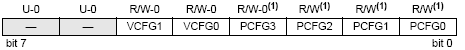 U-0 U-0 R/W-0 R/W-0 R/W-0(1) R/W(1) R/W(1) R/W(1)
— — VCFG1 VCFG0 PCFG3 PCFG2 PCFG1 PCFG0
bit 7 bit 0